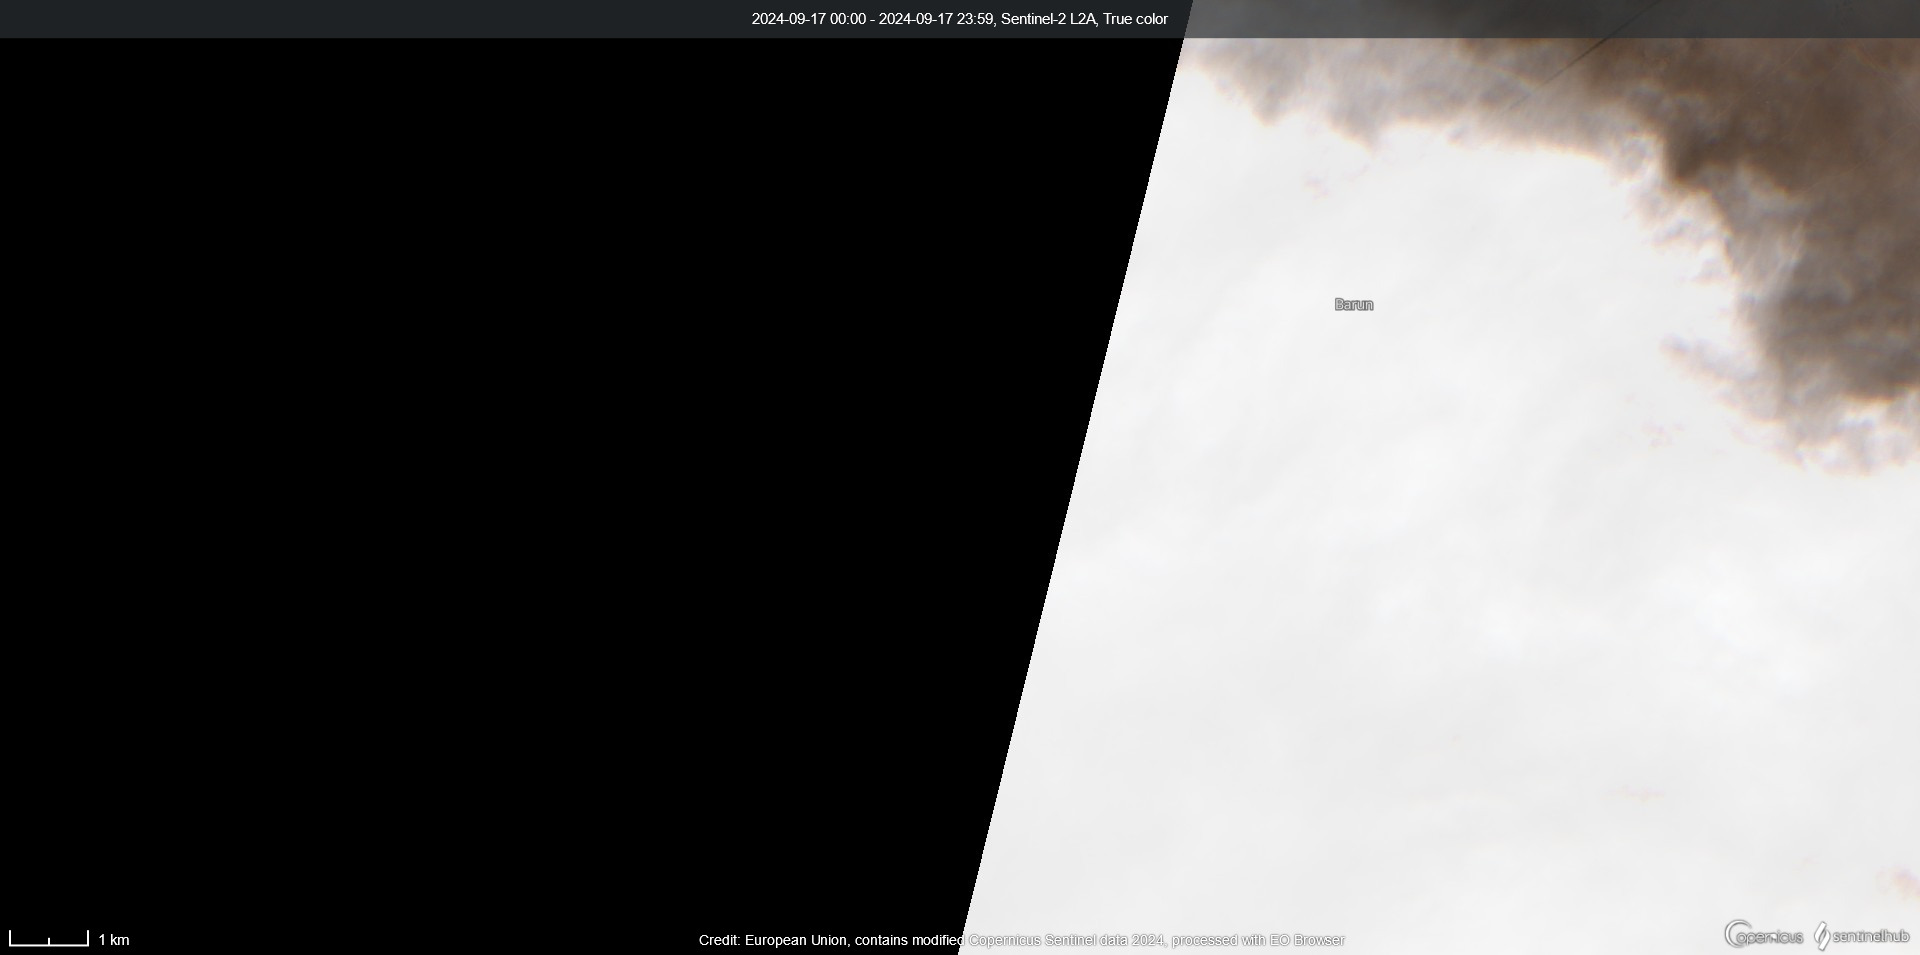 2024-09-17 00:00 - 2024-09-17 23:59, Sentinel-2 L2A, True color
Barun
1 km
Credit: European Union, contains modified Copernicus Sentinel data 2024, processed with EO Browser
opernicus
sentinelhub